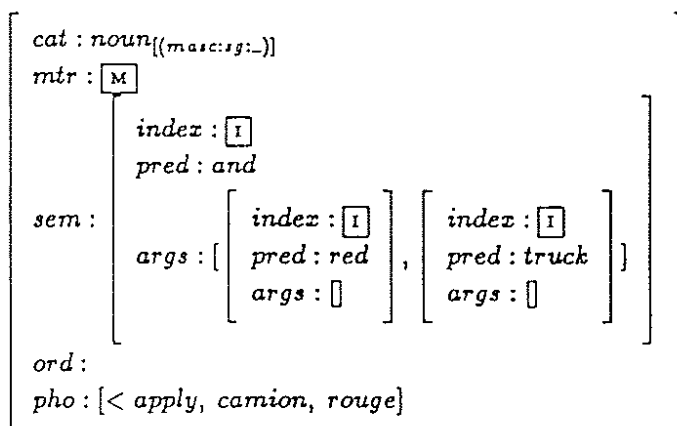 cat : noun[(masc:sg:_)]
mtr : M
index : I
pred : and
sem :
args : [ index : I , index : I ]
pred : red pred : truck
args : [] args : []
ord :
pho : [< apply, camion, rouge}